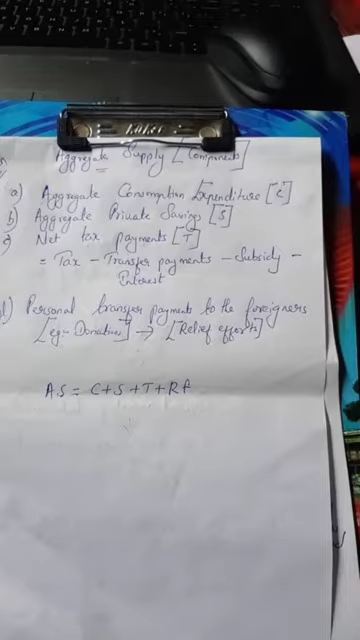 Aggregate Supply [Components]
a) Aggregate Consumption Expenditure [C]
b) Aggregate Private Savings [S]
c) Net tax payments [T]
= Tax - Transfer payments - Subsidy -
Interest
d) Personal transfer payments to the foreigners
[eg:- Donation] → [Relief efforts]
AS = C+S+T+Rf